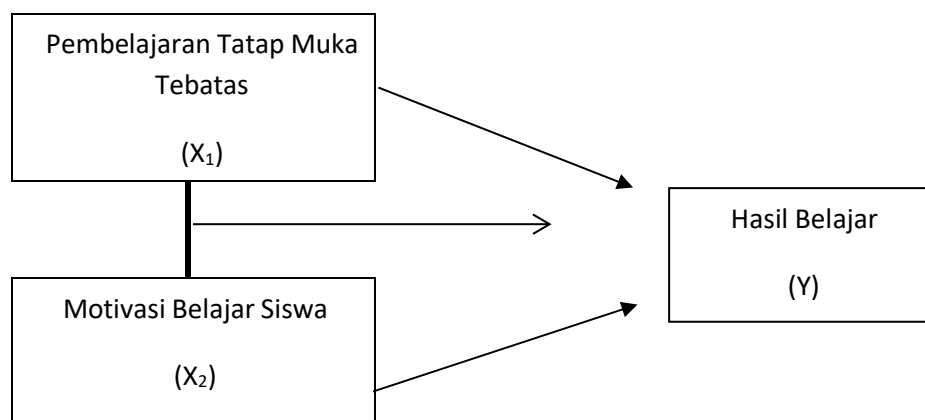 Pembelajaran Tatap Muka
Tebatas
(X₁)
Hasil Belajar
(Y)
Motivasi Belajar Siswa
(X₂)